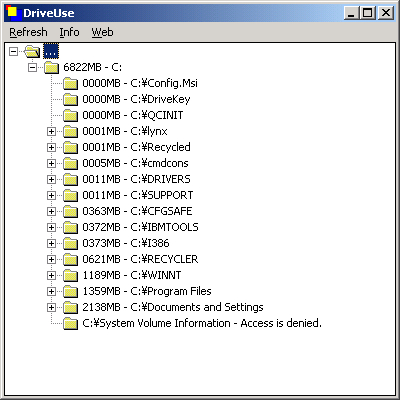 DriveUse
Refresh Info Web
...
6822MB - C:
0000MB - C:¥Config.Msi
0000MB - C:¥DriveKey
0000MB - C:¥QCINIT
0001MB - C:¥lynx
0001MB - C:¥Recycled
0005MB - C:¥cmdcons
0011MB - C:¥DRIVERS
0011MB - C:¥SUPPORT
0363MB - C:¥CFGSAFE
0372MB - C:¥IBMTOOLS
0373MB - C:¥I386
0621MB - C:¥RECYCLER
1189MB - C:¥WINNT
1359MB - C:¥Program Files
2138MB - C:¥Documents and Settings
C:¥System Volume Information - Access is denied.